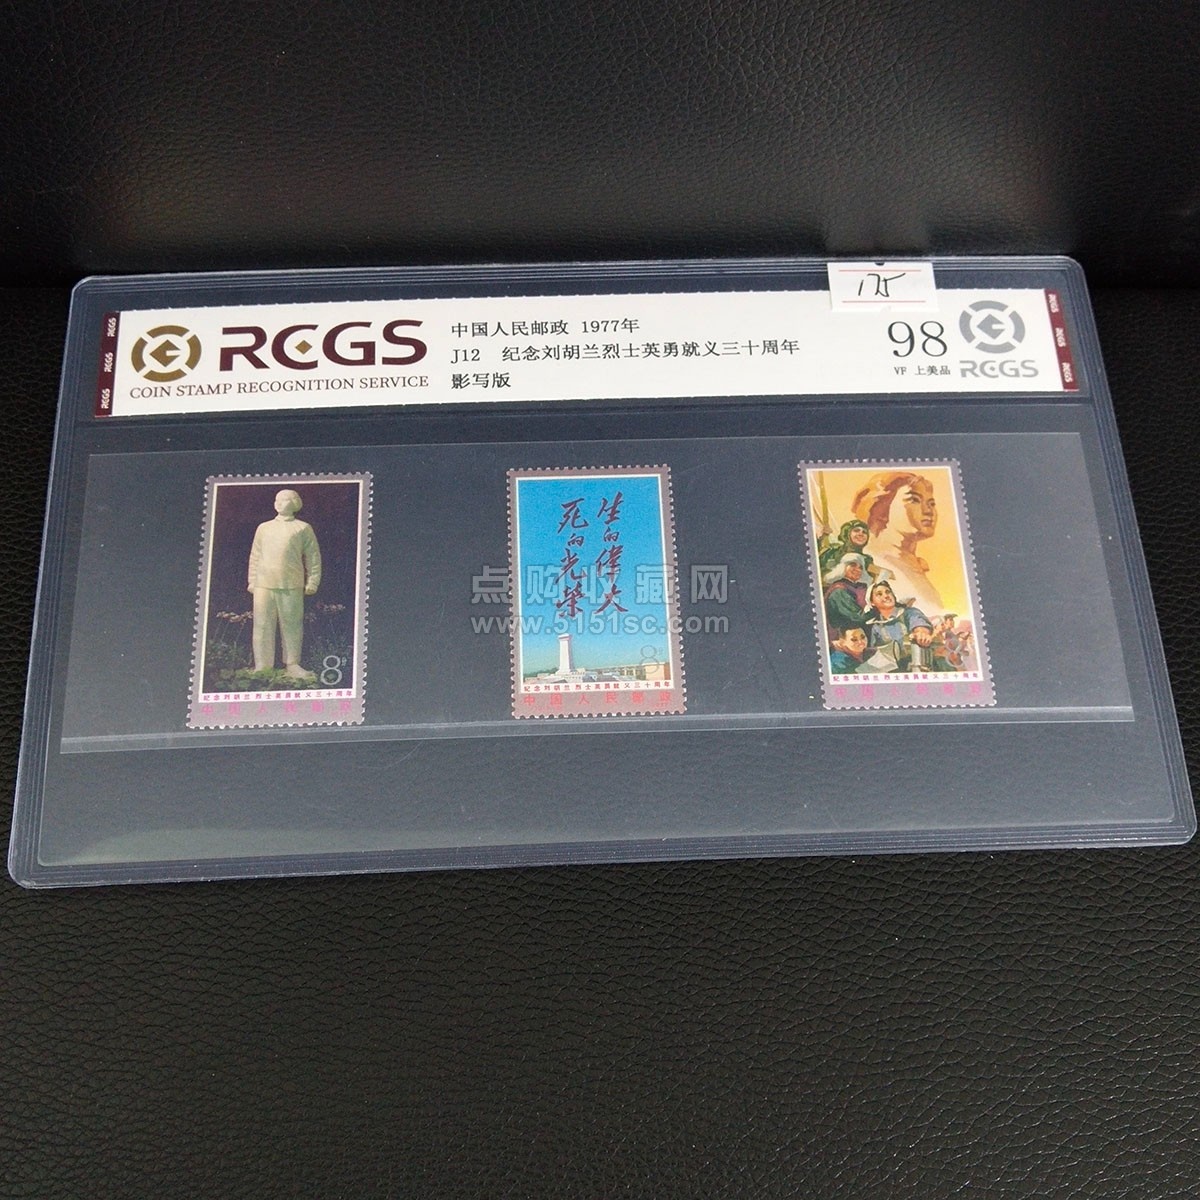 175
RCGS
COIN STAMP RECOGNITION SERVICE
中国人民邮政 1977年
J12 纪念刘胡兰烈士英勇就义三十周年
影写版
98
VF 上美品
RCGS
RCGS
RCGS
RCGS
RCGS
8
纪念刘胡兰烈士英勇就义三十周年
中国人民邮政
生的偉大
死的光榮
8
纪念刘胡兰烈士英勇就义三十周年
中国人民邮政
纪念刘胡兰烈士英勇就义三十周年
中国人民邮政
点购收藏网
www.5151sc.com